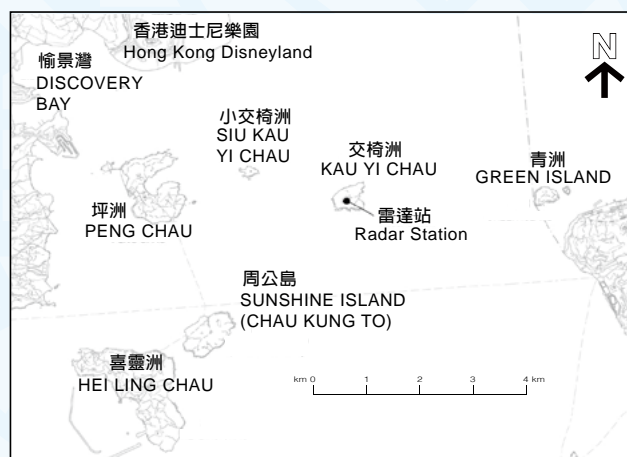 香港迪士尼樂園
Hong Kong Disneyland
愉景灣
DISCOVERY
BAY
N
小交椅洲
SIU KAU
YI CHAU
交椅洲
KAU YI CHAU
青洲
GREEN ISLAND
坪洲
PENG CHAU
雷達站
Radar Station
周公島
SUNSHINE ISLAND
(CHAU KUNG TO)
喜靈洲
HEI LING CHAU
km 0 1 2 3 4 km